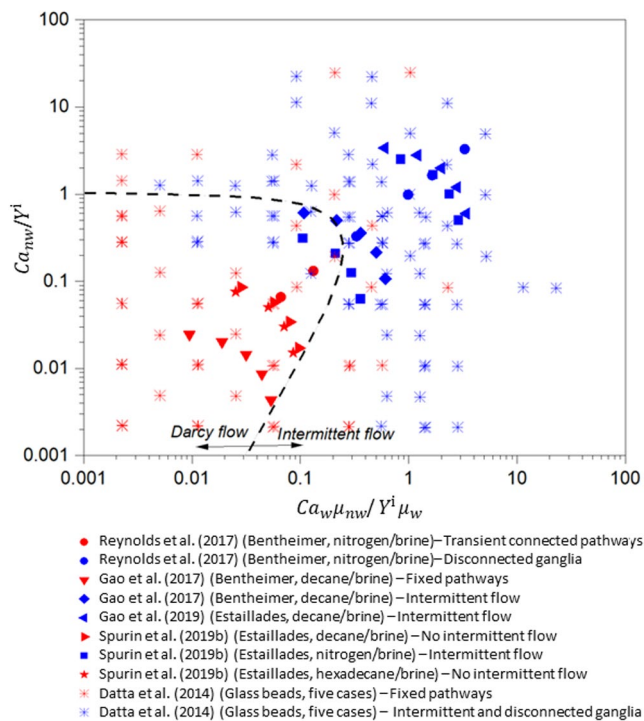 100
10
1
0.1
0.01
0.001
Ca_nw/Y^i
Darcy flow Intermittent flow
0.001 0.01 0.1 1 10 100
Ca_wμ_nw/Y^iμ_w
Reynolds et al. (2017) (Bentheimer, nitrogen/brine)–Transient connected pathways
Reynolds et al. (2017) (Bentheimer, nitrogen/brine)–Disconnected ganglia
Gao et al. (2017) (Bentheimer, decane/brine) –Fixed pathways
Gao et al. (2017) (Bentheimer, decane/brine) –Intermittent flow
Gao et al. (2019) (Estaillades, decane/brine) –Intermittent flow
Spurin et al. (2019b) (Estaillades, decane/brine) –No intermittent flow
Spurin et al. (2019b) (Estaillades, nitrogen/brine) –Intermittent flow
Spurin et al. (2019b) (Estaillades, hexadecane/brine) –No intermittent flow
Datta et al. (2014) (Glass beads, five cases) –Fixed pathways
Datta et al. (2014) (Glass beads, five cases) –Intermittent and disconnected ganglia